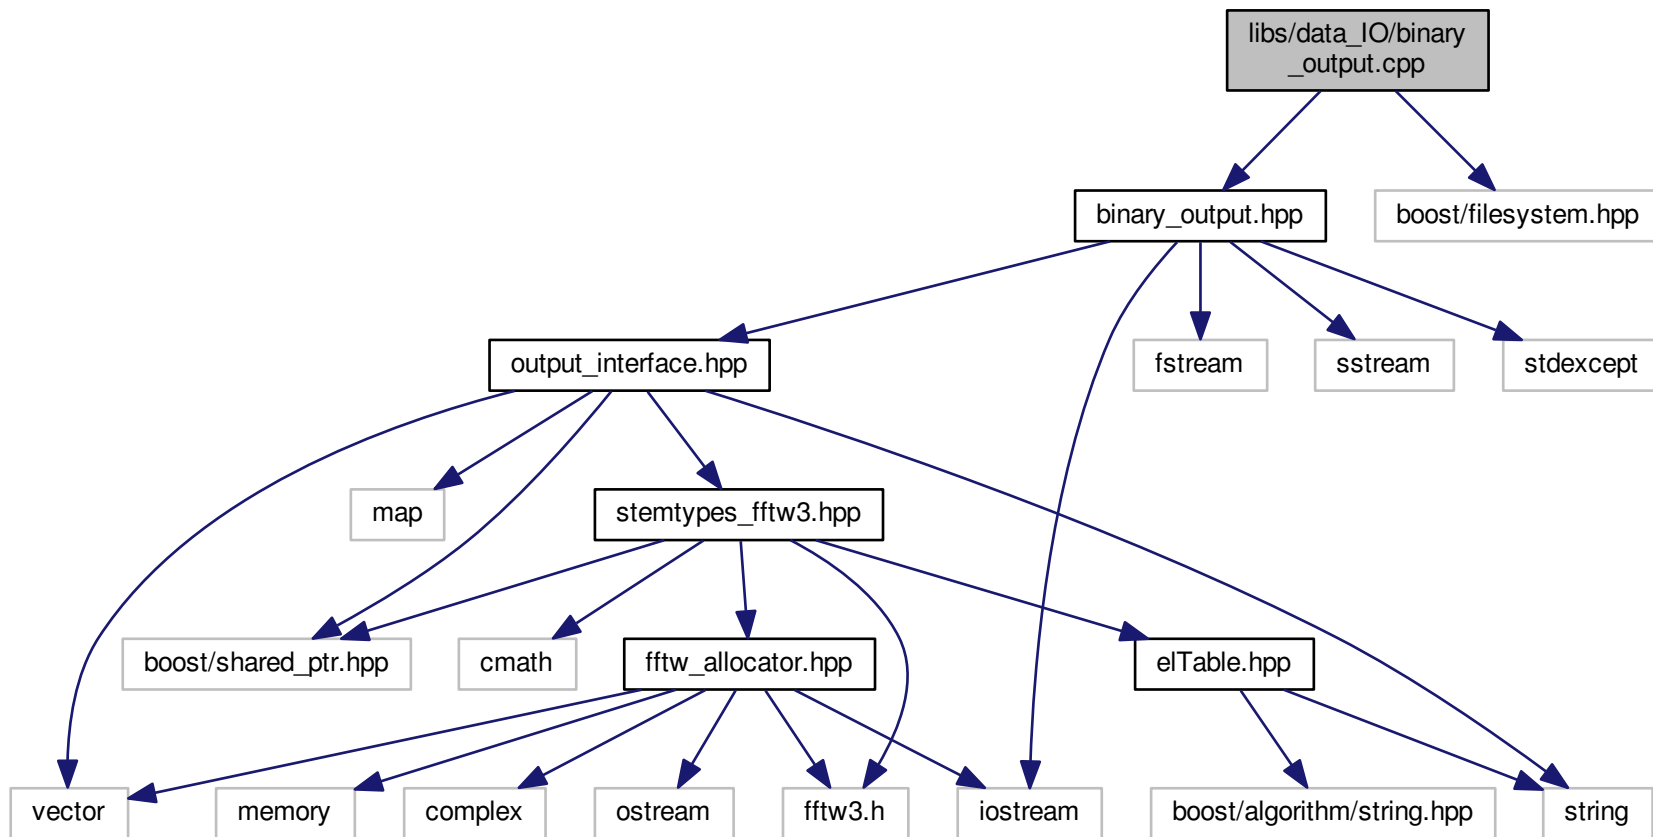 libs/data_IO/binary
_output.cpp
binary_output.hpp
boost/filesystem.hpp
output_interface.hpp
fstream
sstream
stdexcept
map
stemtypes_fftw3.hpp
boost/shared_ptr.hpp
cmath
fftw_allocator.hpp
elTable.hpp
vector
memory
complex
ostream
fftw3.h
iostream
boost/algorithm/string.hpp
string